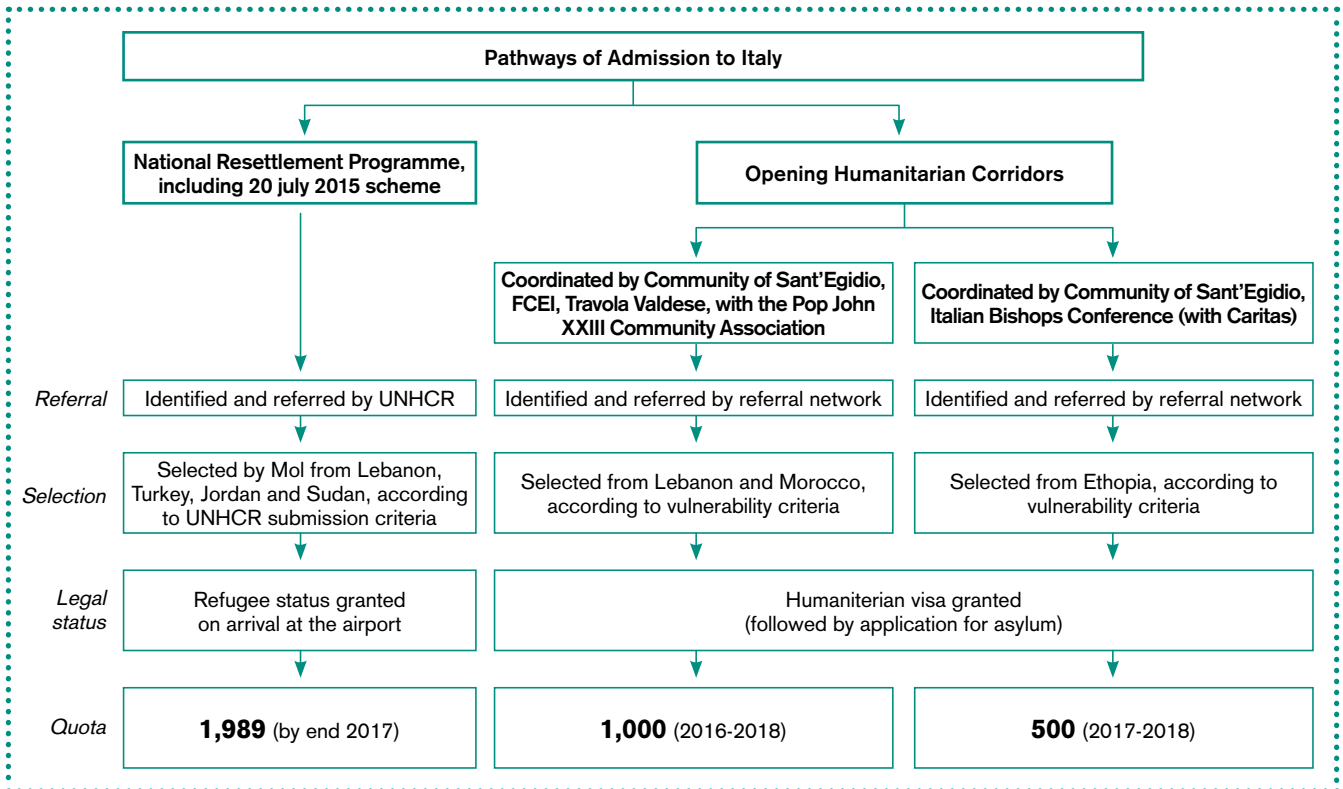 Pathways of Admission to Italy
National Resettlement Programme,
including 20 july 2015 scheme
Opening Humanitarian Corridors
Coordinated by Community of Sant'Egidio,
FCEI, Travola Valdese, with the Pop John
XXIII Community Association
Coordinated by Community of Sant'Egidio,
Italian Bishops Conference (with Caritas)
Referral
Identified and referred by UNHCR
Identified and referred by referral network
Identified and referred by referral network
Selection
Selected by MoI from Lebanon,
Turkey, Jordan and Sudan, according
to UNHCR submission criteria
Selected from Lebanon and Morocco,
according to vulnerability criteria
Selected from Ethopia, according to
vulnerability criteria
Legal
status
Refugee status granted
on arrival at the airport
Humaniterian visa granted
(followed by application for asylum)
Quota
1,989 (by end 2017)
1,000 (2016-2018)
500 (2017-2018)